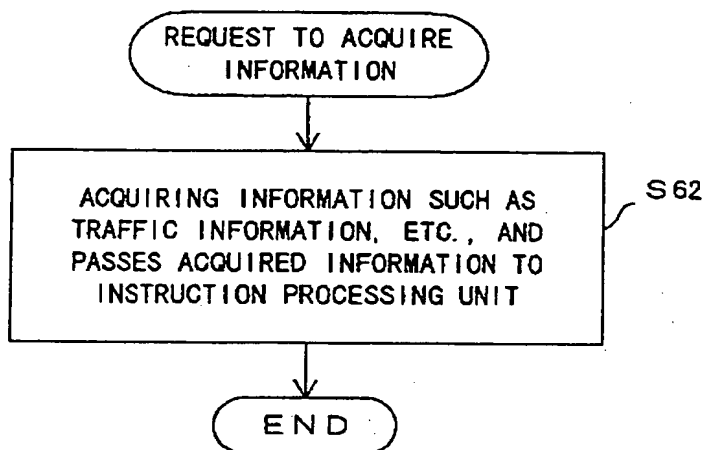 REQUEST TO ACQUIRE
INFORMATION
ACQUIRING INFORMATION SUCH AS
TRAFFIC INFORMATION, ETC., AND
PASSES ACQUIRED INFORMATION TO
INSTRUCTION PROCESSING UNIT
S62
END